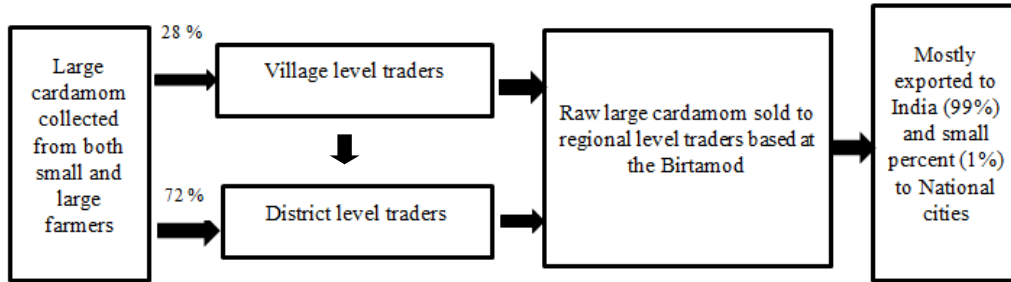 Large
cardamom
collected
from both
small and
large
farmers
28 %
72 %
Village level traders
District level traders
Raw large cardamom sold to
regional level traders based at
the Birtamod
Mostly
exported to
India (99%)
and small
percent (1%)
to National
cities